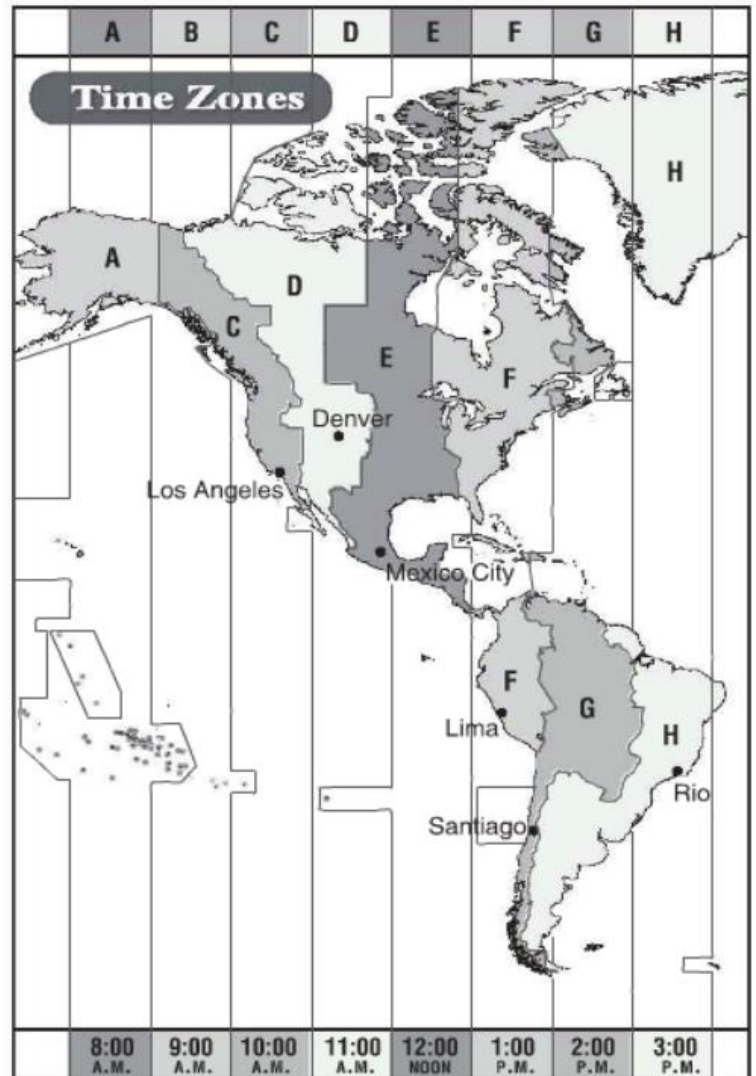 A B C D E F G H
Time Zones
H
A
D
C
E
F
Denver
Los Angeles
Mexico City
F
G
Lima
H
Rio
Santiago
8:00 9:00 10:00 11:00 12:00 1:00 2:00 3:00
A.M. A.M. A.M. A.M. NOON P.M. P.M. P.M.